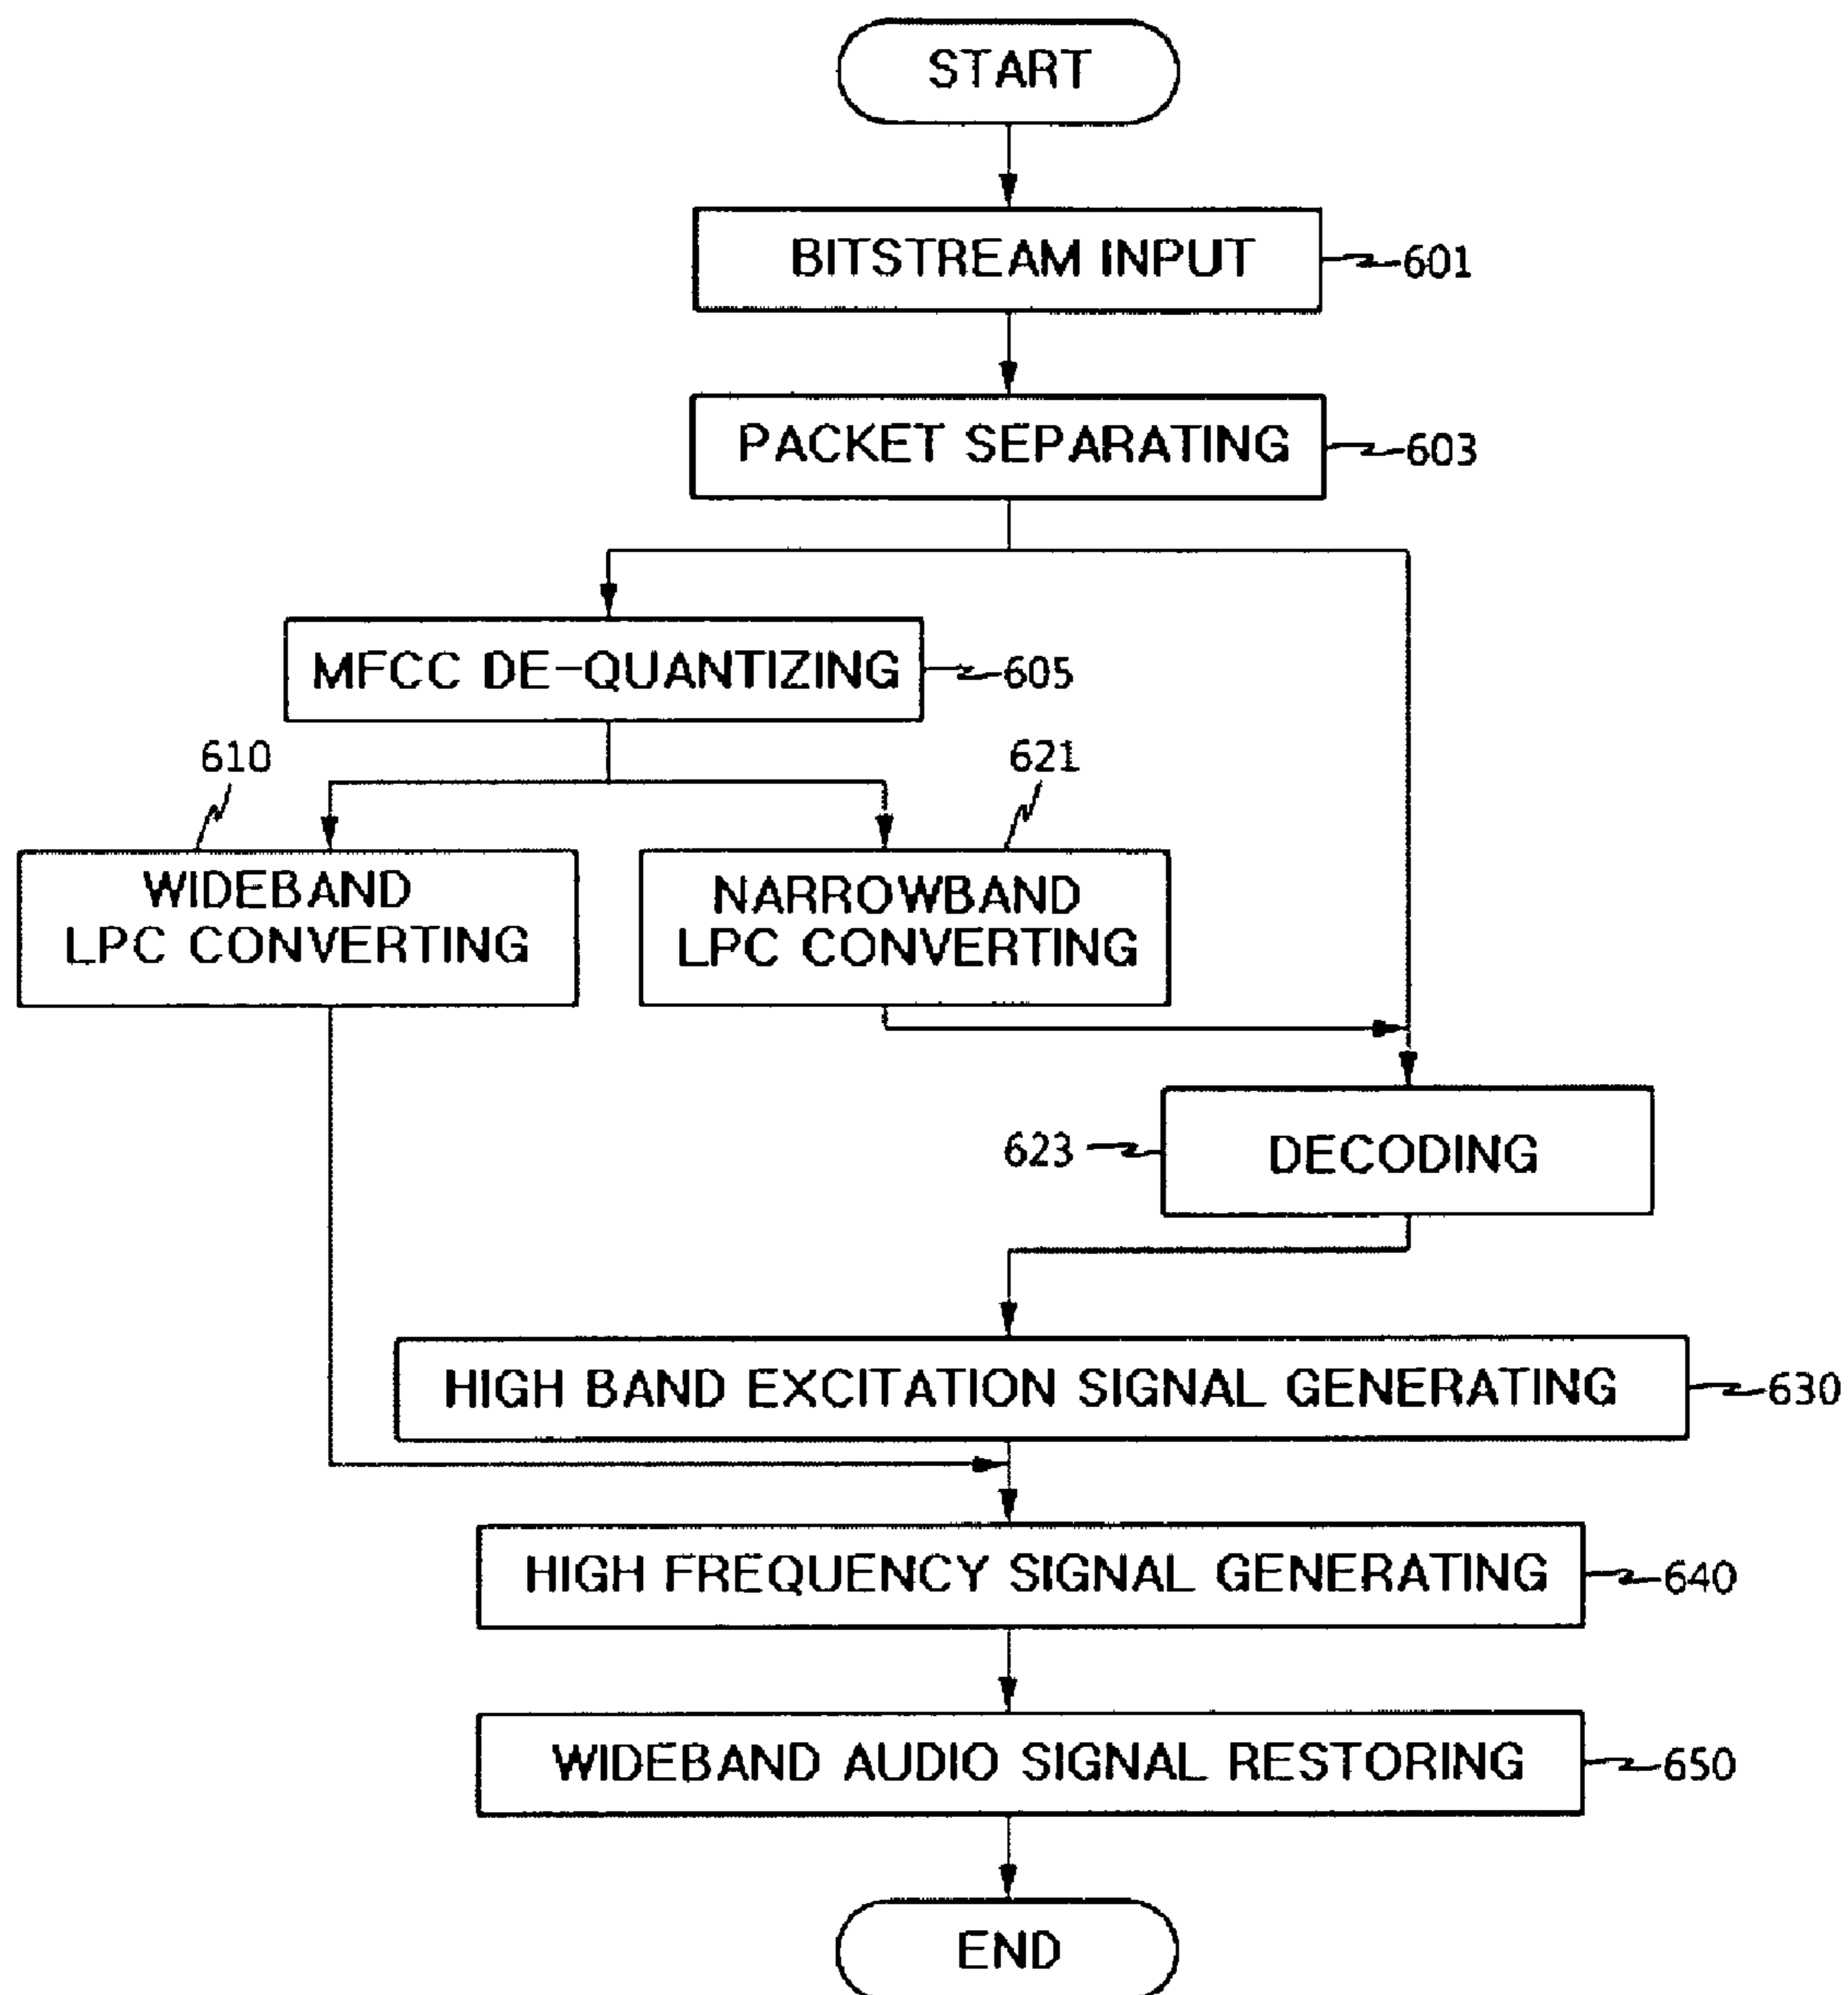 START
BITSTREAM INPUT
601
PACKET SEPARATING
603
MFCC DE-QUANTIZING
605
610
621
WIDEBAND
LPC CONVERTING
NARROWBAND
LPC CONVERTING
623
DECODING
HIGH BAND EXCITATION SIGNAL GENERATING
630
HIGH FREQUENCY SIGNAL GENERATING
640
WIDEBAND AUDIO SIGNAL RESTORING
650
END